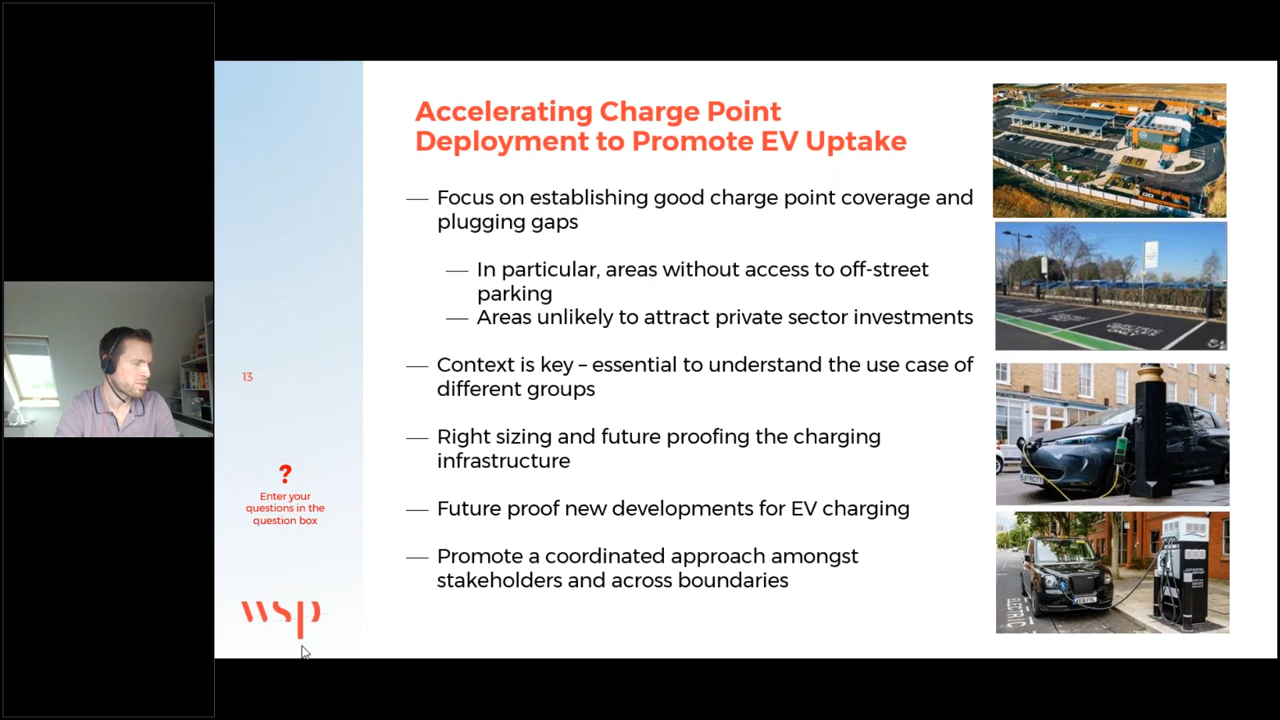 Accelerating Charge Point
Deployment to Promote EV Uptake
— Focus on establishing good charge point coverage and
plugging gaps
— In particular, areas without access to off-street
parking
— Areas unlikely to attract private sector investments
— Context is key – essential to understand the use case of
different groups
— Right sizing and future proofing the charging
infrastructure
— Future proof new developments for EV charging
— Promote a coordinated approach amongst
stakeholders and across boundaries
13
?
Enter your
questions in the
question box
wsp
ELECTRIC
ONLY
ELECTRIC